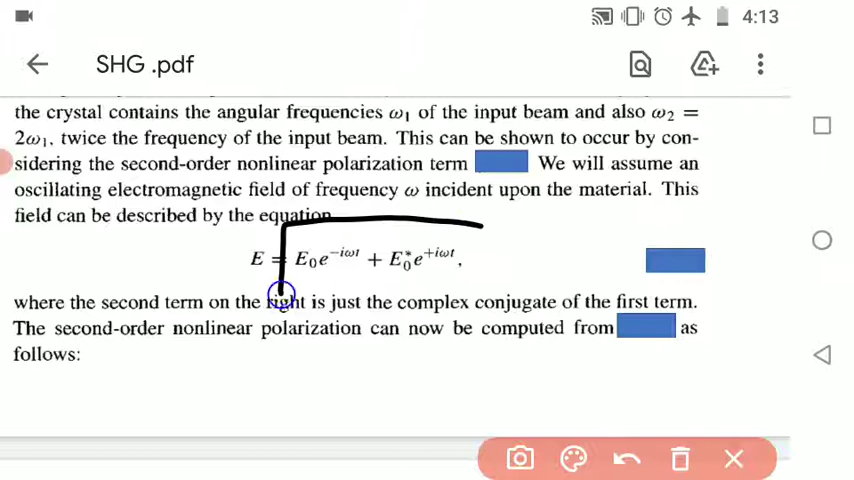 4:13
SHG .pdf
the crystal contains the angular frequencies ω₁ of the input beam and also ω₂ =
2ω₁, twice the frequency of the input beam. This can be shown to occur by con-
sidering the second-order nonlinear polarization term We will assume an
oscillating electromagnetic field of frequency ω incident upon the material. This
field can be described by the equation
E = E₀e^{−iωt} + E₀*e^{+iωt},
where the second term on the right is just the complex conjugate of the first term.
The second-order nonlinear polarization can now be computed from as
follows: